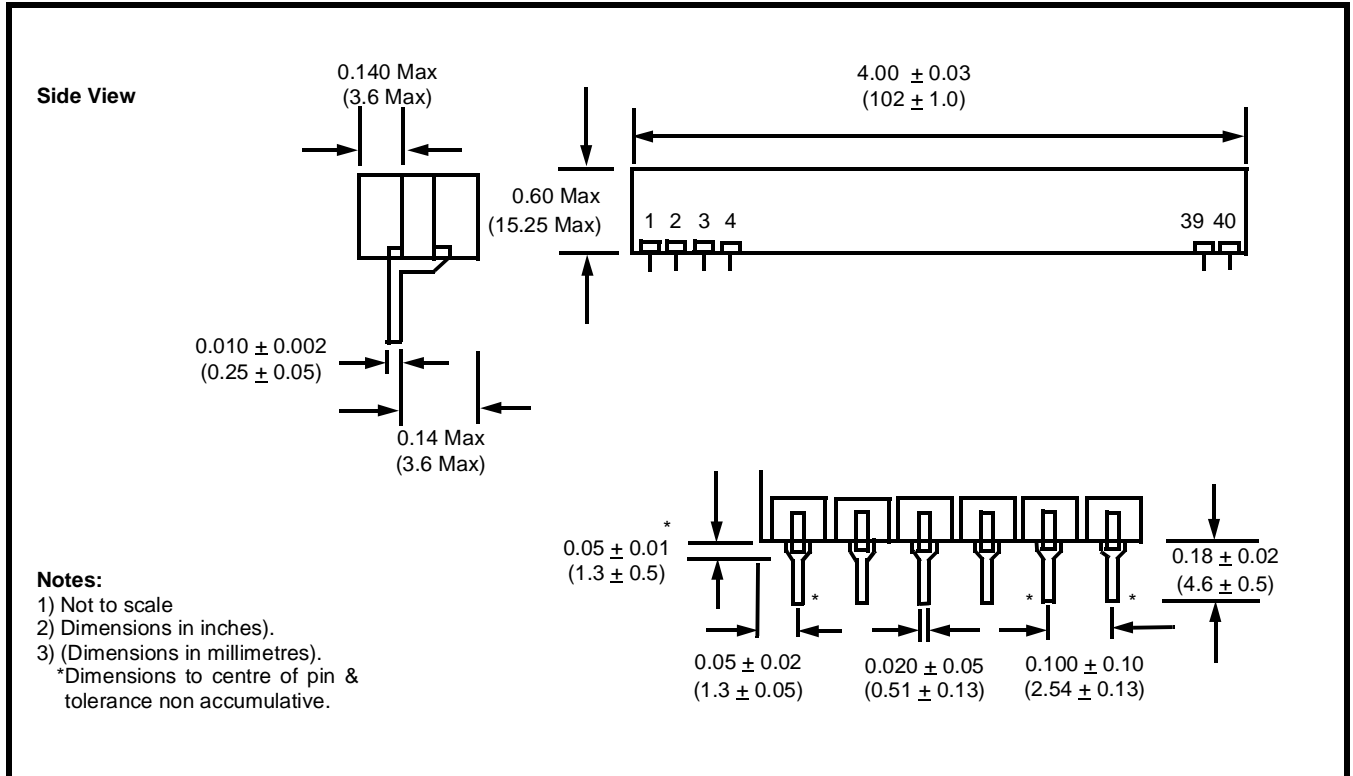 Side View
0.140 Max
(3.6 Max)
4.00 ± 0.03
(102 ± 1.0)
0.60 Max
(15.25 Max)
1 2 3 4
39 40
0.010 ± 0.002
(0.25 ± 0.05)
0.14 Max
(3.6 Max)
*
0.05 ± 0.01
(1.3 ± 0.5)
0.18 ± 0.02
(4.6 ± 0.5)
* * *
0.05 ± 0.02
(1.3 ± 0.05)
0.020 ± 0.05
(0.51 ± 0.13)
0.100 ± 0.10
(2.54 ± 0.13)
Notes:
1) Not to scale
2) Dimensions in inches).
3) (Dimensions in millimetres).
*Dimensions to centre of pin &
tolerance non accumulative.